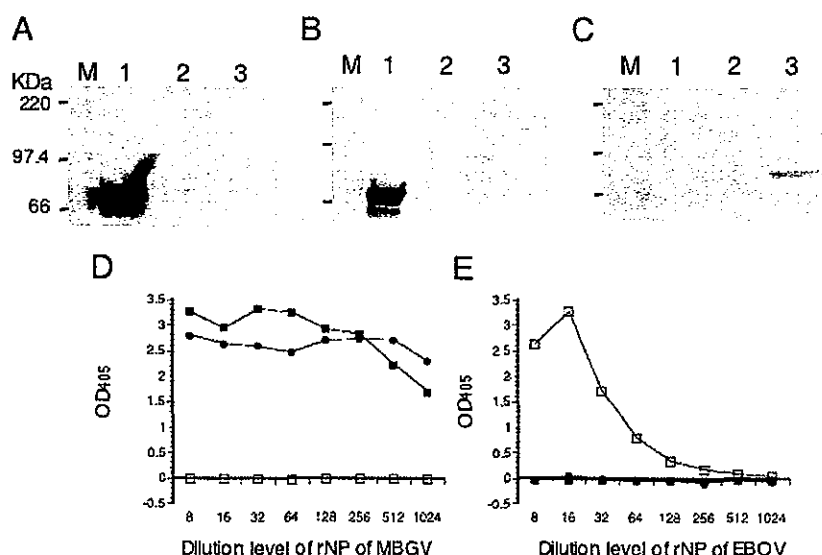 A
B
C
KDa
M 1 2 3
M 1 2 3
M 1 2 3
220
97.4
66
D
E
3.5
3
2.5
2
1.5
1
0.5
0
-0.5
OD405
8 16 32 64 128 256 512 1024
Dilution level of rNP of MBGV
3.5
3
2.5
2
1.5
1
0.5
0
-0.5
OD405
8 16 32 64 128 256 512 1024
Dilution level of rNP of EBOV